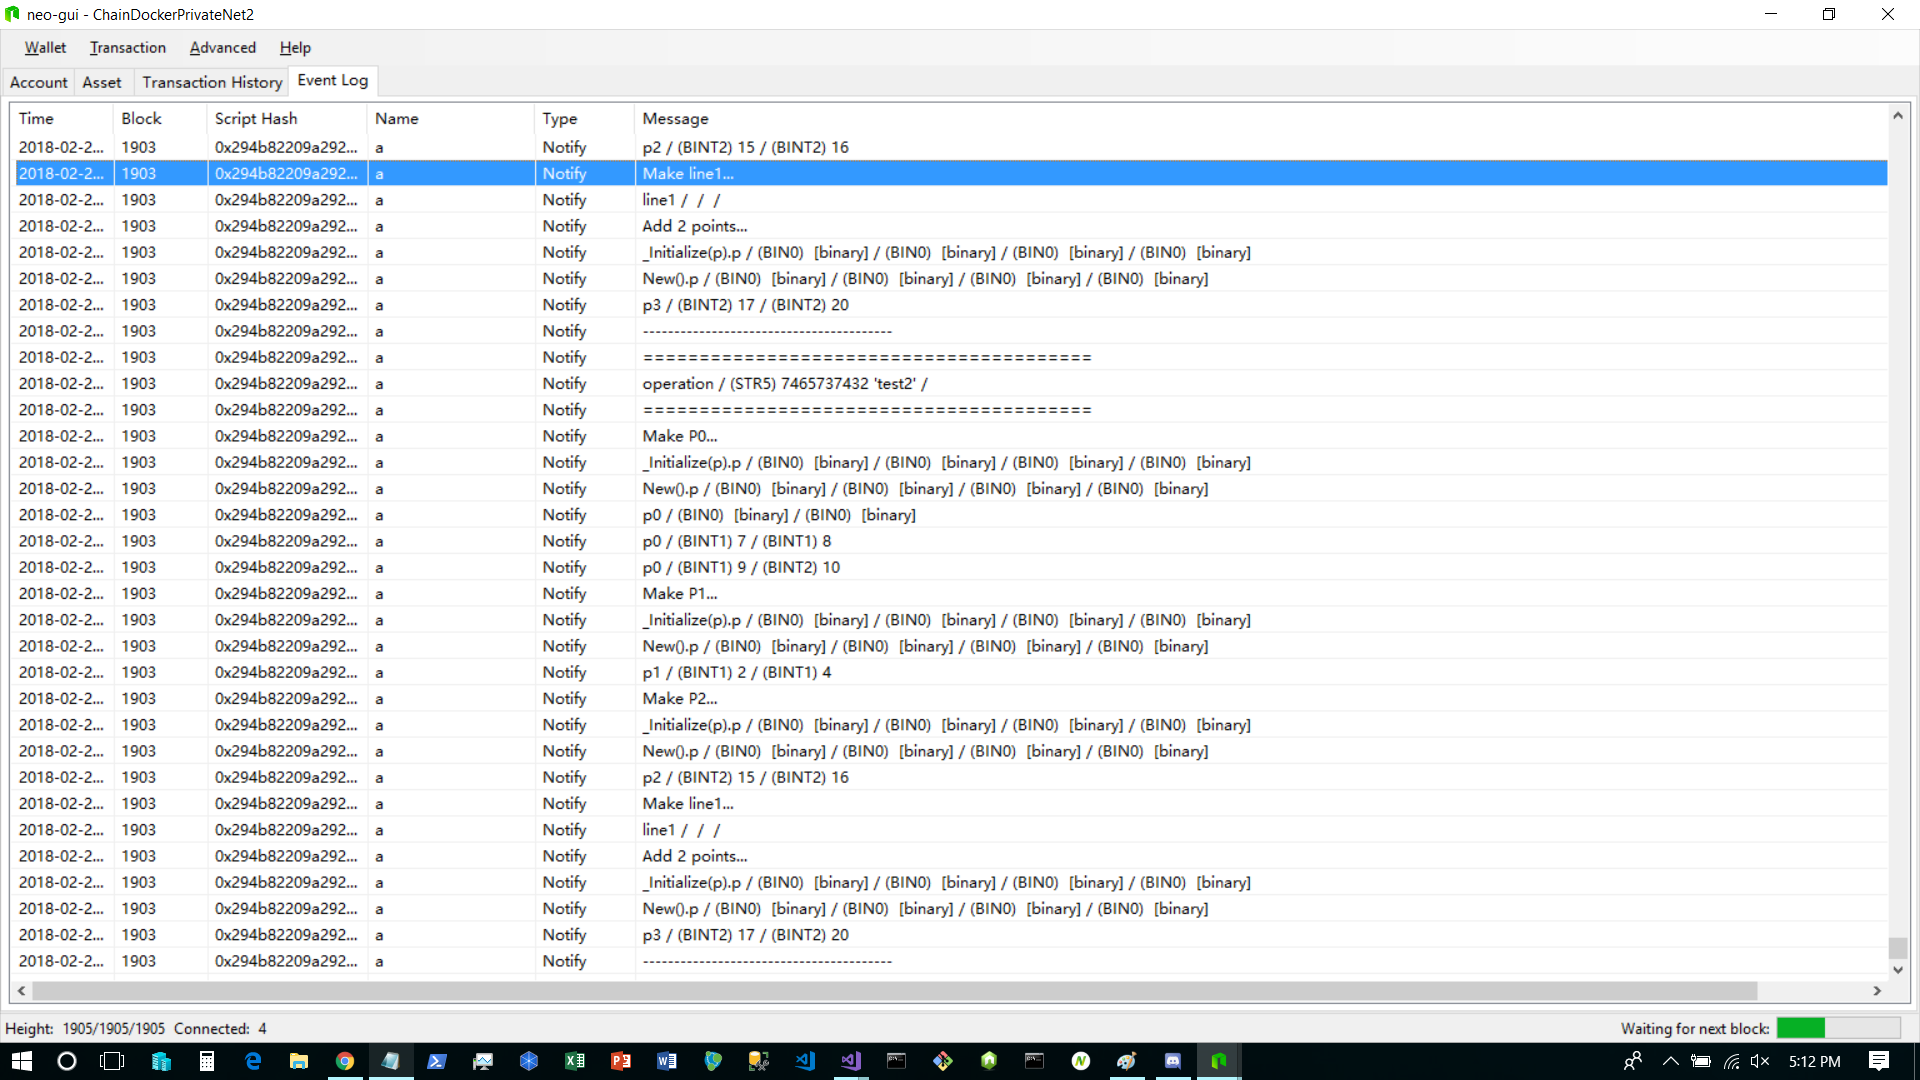 neo-gui - ChainDockerPrivateNet2
Wallet Transaction Advanced Help
Account Asset Transaction History Event Log
Time Block Script Hash Name Type Message
2018-02-2... 1903 0x294b82209a292... a Notify p2 / (BINT2) 15 / (BINT2) 16
2018-02-2... 1903 0x294b82209a292... a Notify Make line1...
2018-02-2... 1903 0x294b82209a292... a Notify line1 /  /  /
2018-02-2... 1903 0x294b82209a292... a Notify Add 2 points...
2018-02-2... 1903 0x294b82209a292... a Notify _Initialize(p).p / (BIN0)  [binary] / (BIN0)  [binary] / (BIN0)  [binary] / (BIN0)  [binary]
2018-02-2... 1903 0x294b82209a292... a Notify New().p / (BIN0)  [binary] / (BIN0)  [binary] / (BIN0)  [binary] / (BIN0)  [binary]
2018-02-2... 1903 0x294b82209a292... a Notify p3 / (BINT2) 17 / (BINT2) 20
2018-02-2... 1903 0x294b82209a292... a Notify ----------------------------------------
2018-02-2... 1903 0x294b82209a292... a Notify ========================================
2018-02-2... 1903 0x294b82209a292... a Notify operation / (STR5) 7465737432 'test2' /
2018-02-2... 1903 0x294b82209a292... a Notify ========================================
2018-02-2... 1903 0x294b82209a292... a Notify Make P0...
2018-02-2... 1903 0x294b82209a292... a Notify _Initialize(p).p / (BIN0)  [binary] / (BIN0)  [binary] / (BIN0)  [binary] / (BIN0)  [binary]
2018-02-2... 1903 0x294b82209a292... a Notify New().p / (BIN0)  [binary] / (BIN0)  [binary] / (BIN0)  [binary] / (BIN0)  [binary]
2018-02-2... 1903 0x294b82209a292... a Notify p0 / (BIN0)  [binary] / (BIN0)  [binary]
2018-02-2... 1903 0x294b82209a292... a Notify p0 / (BINT1) 7 / (BINT1) 8
2018-02-2... 1903 0x294b82209a292... a Notify p0 / (BINT1) 9 / (BINT2) 10
2018-02-2... 1903 0x294b82209a292... a Notify Make P1...
2018-02-2... 1903 0x294b82209a292... a Notify _Initialize(p).p / (BIN0)  [binary] / (BIN0)  [binary] / (BIN0)  [binary] / (BIN0)  [binary]
2018-02-2... 1903 0x294b82209a292... a Notify New().p / (BIN0)  [binary] / (BIN0)  [binary] / (BIN0)  [binary] / (BIN0)  [binary]
2018-02-2... 1903 0x294b82209a292... a Notify p1 / (BINT1) 2 / (BINT1) 4
2018-02-2... 1903 0x294b82209a292... a Notify Make P2...
2018-02-2... 1903 0x294b82209a292... a Notify _Initialize(p).p / (BIN0)  [binary] / (BIN0)  [binary] / (BIN0)  [binary] / (BIN0)  [binary]
2018-02-2... 1903 0x294b82209a292... a Notify New().p / (BIN0)  [binary] / (BIN0)  [binary] / (BIN0)  [binary] / (BIN0)  [binary]
2018-02-2... 1903 0x294b82209a292... a Notify p2 / (BINT2) 15 / (BINT2) 16
2018-02-2... 1903 0x294b82209a292... a Notify Make line1...
2018-02-2... 1903 0x294b82209a292... a Notify line1 /  /  /
2018-02-2... 1903 0x294b82209a292... a Notify Add 2 points...
2018-02-2... 1903 0x294b82209a292... a Notify _Initialize(p).p / (BIN0)  [binary] / (BIN0)  [binary] / (BIN0)  [binary] / (BIN0)  [binary]
2018-02-2... 1903 0x294b82209a292... a Notify New().p / (BIN0)  [binary] / (BIN0)  [binary] / (BIN0)  [binary] / (BIN0)  [binary]
2018-02-2... 1903 0x294b82209a292... a Notify p3 / (BINT2) 17 / (BINT2) 20
2018-02-2... 1903 0x294b82209a292... a Notify ----------------------------------------
Height: 1905/1905/1905 Connected: 4 Waiting for next block:
5:12 PM